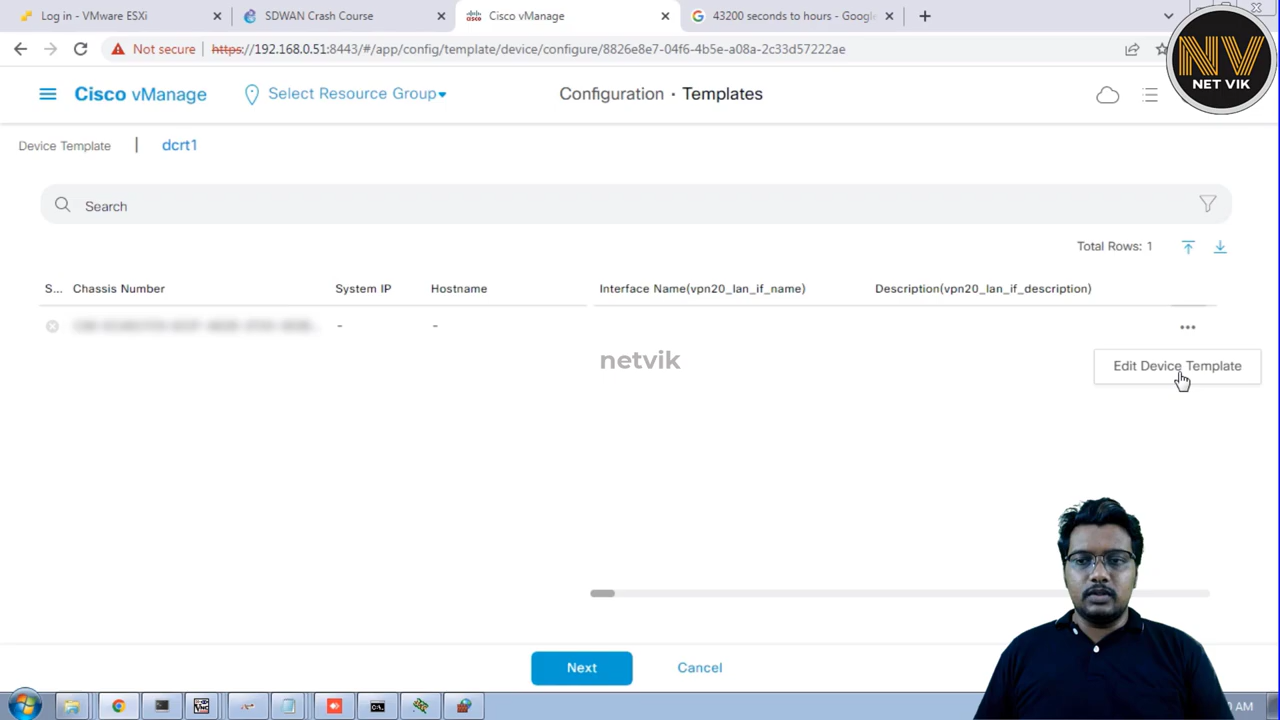 Log in - VMware ESXi
SDWAN Crash Course
Cisco vManage
43200 seconds to hours - Google
Not secure
https://192.168.0.51:8443/#/app/config/template/device/configure/8826e8e7-04f6-4b5e-a08a-2c33d57222ae
NV
NET VIK
Cisco vManage
Select Resource Group
Configuration · Templates
Device Template | dcrt1
Search
Total Rows: 1
S... Chassis Number System IP Hostname Interface Name(vpn20_lan_if_name) Description(vpn20_lan_if_description)
- -
netvik
Edit Device Template
Next
Cancel
AM